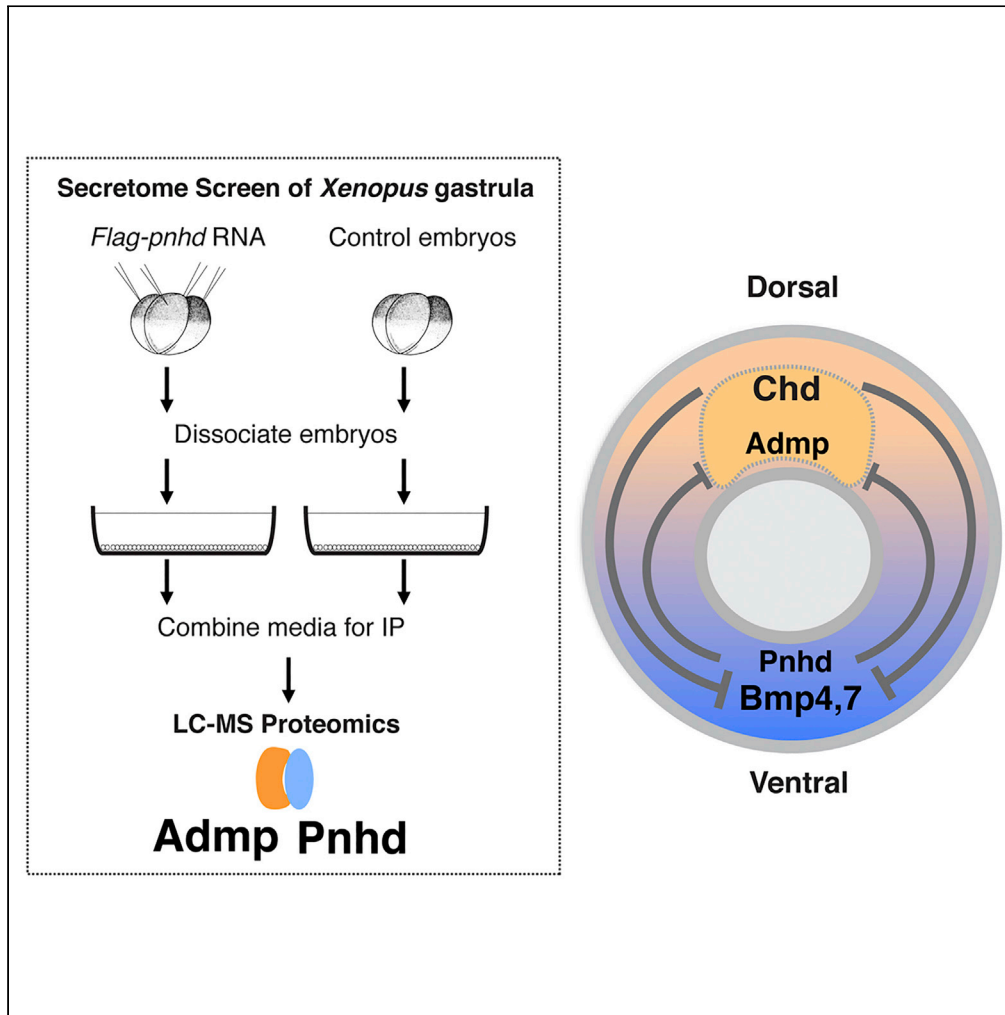 Secretome Screen of Xenopus gastrula
Flag-pnhd RNA
Control embryos
Dissociate embryos
Combine media for IP
LC-MS Proteomics
Admp Pnhd
Dorsal
Chd
Admp
Pnhd
Bmp4,7
Ventral